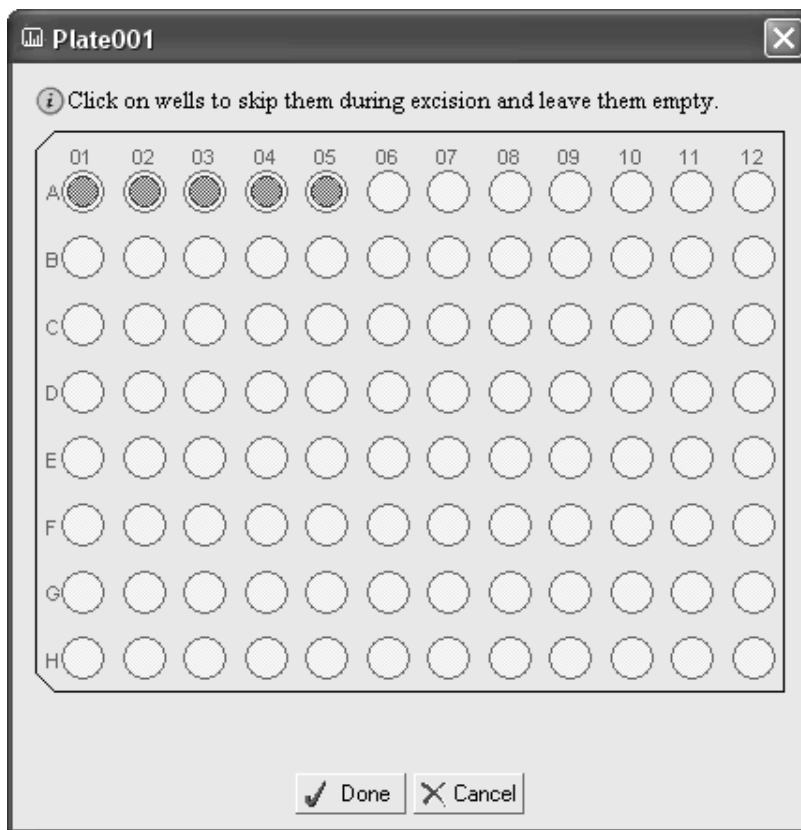 Plate001
Click on wells to skip them during excision and leave them empty.
01 02 03 04 05 06 07 08 09 10 11 12
A
B
C
D
E
F
G
H
Done Cancel